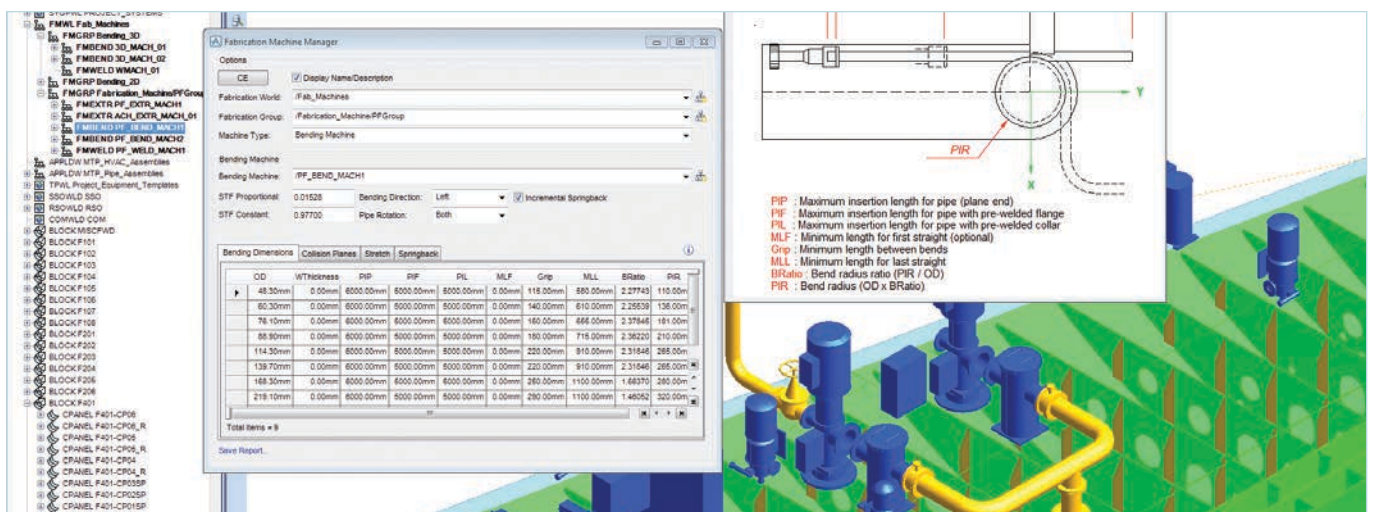 SYSPWL PROJECT_SYSTEMS
FMWL Fab_Machines
FMGRP Bending_3D
FMBEND 3D_MACH_01
FMBEND 3D_MACH_02
FMWELD WMACH_01
FMGRP Bending_2D
FMGRP Fabrication_Machine/PFGroup
FMEXTR PF_EXTR_MACH1
FMEXTR ACH_EXTR_MACH_01
FMBEND PF_BEND_MACH1
FMBEND PF_BEND_MACH2
FMWELD PF_WELD_MACH1
APPLDW MTP_HVAC_Assemblies
APPLDW MTP_Pipe_Assemblies
TPWL Project_Equipment_Templates
SSOWLD SSO
RSOWLD RSO
COMWLD COM
BLOCK MISCFWD
BLOCK F101
BLOCK F102
BLOCK F103
BLOCK F104
BLOCK F105
BLOCK F106
BLOCK F107
BLOCK F108
BLOCK F201
BLOCK F202
BLOCK F203
BLOCK F204
BLOCK F205
BLOCK F206
BLOCK F401
CPANEL F401-CP06
CPANEL F401-CP06_R
CPANEL F401-CP05
CPANEL F401-CP05_R
CPANEL F401-CP04
CPANEL F401-CP04_R
CPANEL F401-CP03SP
CPANEL F401-CP02SP
CPANEL F401-CP01SP
Fabrication Machine Manager
Options
CE Display Name/Description
Fabrication World: /Fab_Machines
Fabrication Group: /Fabrication_Machine/PFGroup
Machine Type: Bending Machine
Bending Machine
Bending Machine: /PF_BEND_MACH1
STF Proportional: 0.01528 Bending Direction: Left Incremental Springback
STF Constant: 0.97700 Pipe Rotation: Both
Bending Dimensions Collision Planes Stretch Springback
OD WThickness PIP PIF PIL MLF Grip MLL BRatio PIR
48.30mm 0.00mm 6000.00mm 5000.00mm 5000.00mm 0.00mm 115.00mm 580.00mm 2.27743 110.00m
60.30mm 0.00mm 6000.00mm 5000.00mm 5000.00mm 0.00mm 140.00mm 610.00mm 2.25539 136.00m
76.10mm 0.00mm 6000.00mm 5000.00mm 5000.00mm 0.00mm 160.00mm 666.00mm 2.37845 181.00m
88.90mm 0.00mm 6000.00mm 5000.00mm 5000.00mm 0.00mm 180.00mm 715.00mm 2.36220 210.00m
114.30mm 0.00mm 6000.00mm 5000.00mm 5000.00mm 0.00mm 220.00mm 910.00mm 2.31846 265.00m
139.70mm 0.00mm 6000.00mm 5000.00mm 5000.00mm 0.00mm 220.00mm 910.00mm 2.31846 265.00m
168.30mm 0.00mm 6000.00mm 5000.00mm 5000.00mm 0.00mm 260.00mm 1100.00mm 1.66370 280.00m
219.10mm 0.00mm 6000.00mm 5000.00mm 5000.00mm 0.00mm 290.00mm 1100.00mm 1.46052 320.00m
Total items = 9
Save Report...
Y
PIR
X
PIP : Maximum insertion length for pipe (plane end)
PIF : Maximum insertion length for pipe with pre-welded flange
PIL : Maximum insertion length for pipe with pre-welded collar
MLF : Minimum length for first straight (optional)
Grip : Minimum length between bends
MLL : Minimum length for last straight
BRatio : Bend radius ratio (PIR / OD)
PIR : Bend radius (OD x BRatio)